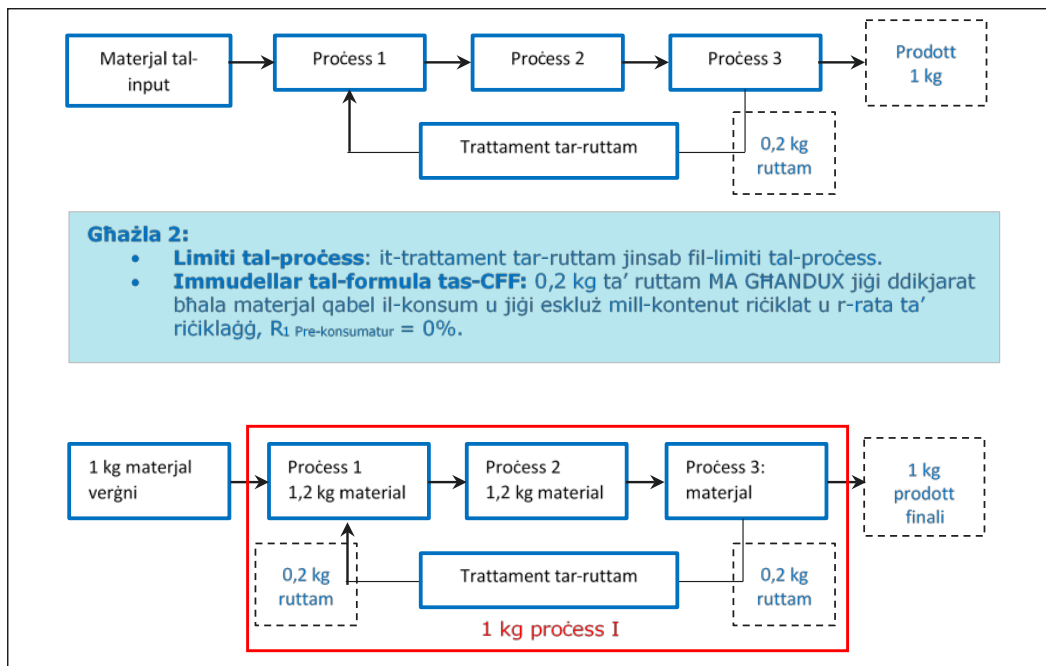 Materjal tal-
input
Proċess 1
Proċess 2
Proċess 3
Prodott
1 kg
Trattament tar-ruttam
0,2 kg
ruttam
Għażla 2:
• Limiti tal-proċess: it-trattament tar-ruttam jinsab fil-limiti tal-proċess.
• Immudellar tal-formula tas-CFF: 0,2 kg ta’ ruttam MA GĦANDUX jiġi ddikjarat
bħala materjal qabel il-konsum u jiġi eskluż mill-kontenut riċiklat u r-rata ta’
riċiklaġġ, R1 Pre-konsumatur = 0%.
1 kg materjal
verġni
Proċess 1
1,2 kg material
Proċess 2
1,2 kg material
Proċess 3:
materjal
1 kg
prodott
finali
0,2 kg
ruttam
Trattament tar-ruttam
0,2 kg
ruttam
1 kg proċess I